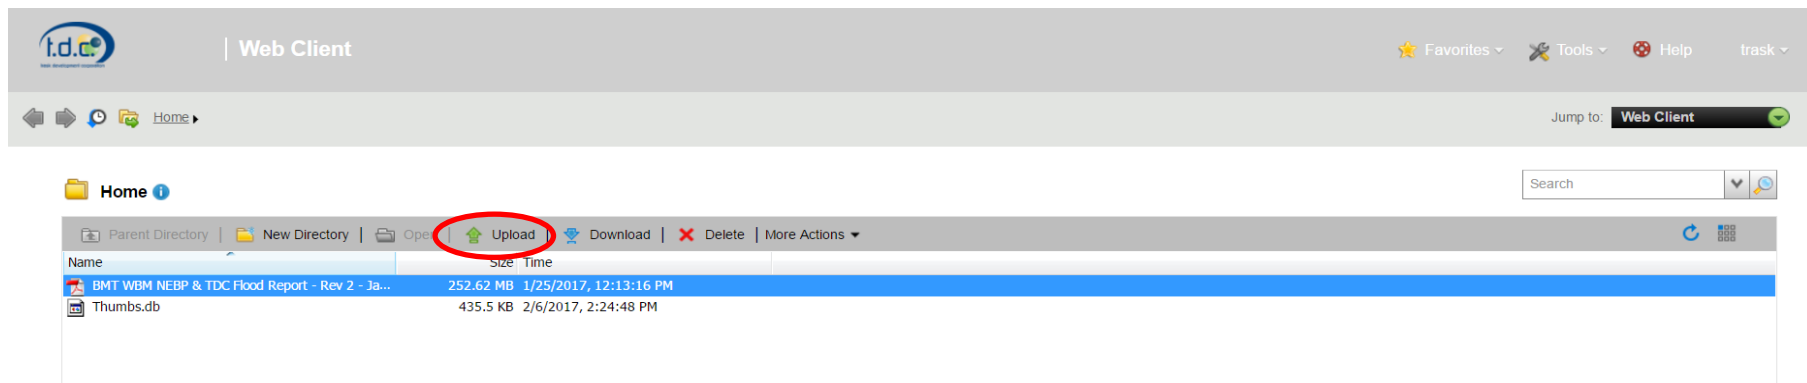 t.d.c.
Web Client
Favorites
Tools
Help
trask
Home
Jump to: Web Client
Home
Search
Parent Directory | New Directory | Open | Upload | Download | Delete | More Actions
Name Size Time
BMT WBM NEBP & TDC Flood Report - Rev 2 - Ja... 252.62 MB 1/25/2017, 12:13:16 PM
Thumbs.db 435.5 KB 2/6/2017, 2:24:48 PM